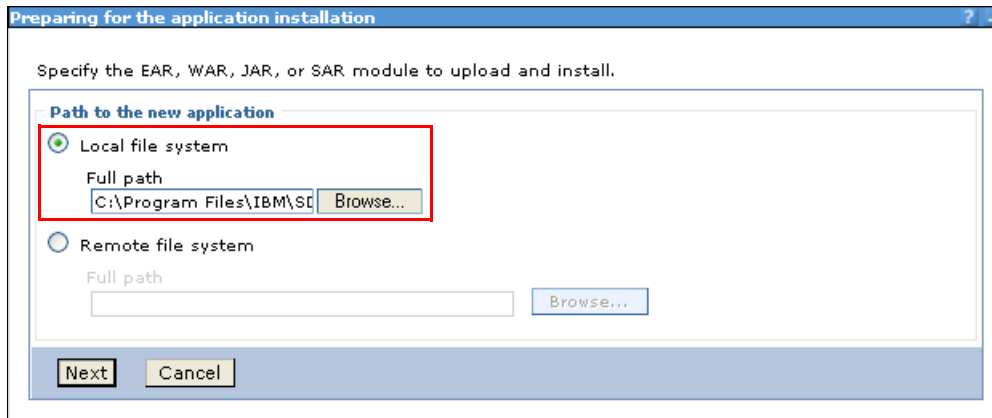 Preparing for the application installation ? -
Specify the EAR, WAR, JAR, or SAR module to upload and install.
Path to the new application
Local file system
Full path
C:\Program Files\IBM\SD Browse...
Remote file system
Full path
Browse...
Next Cancel